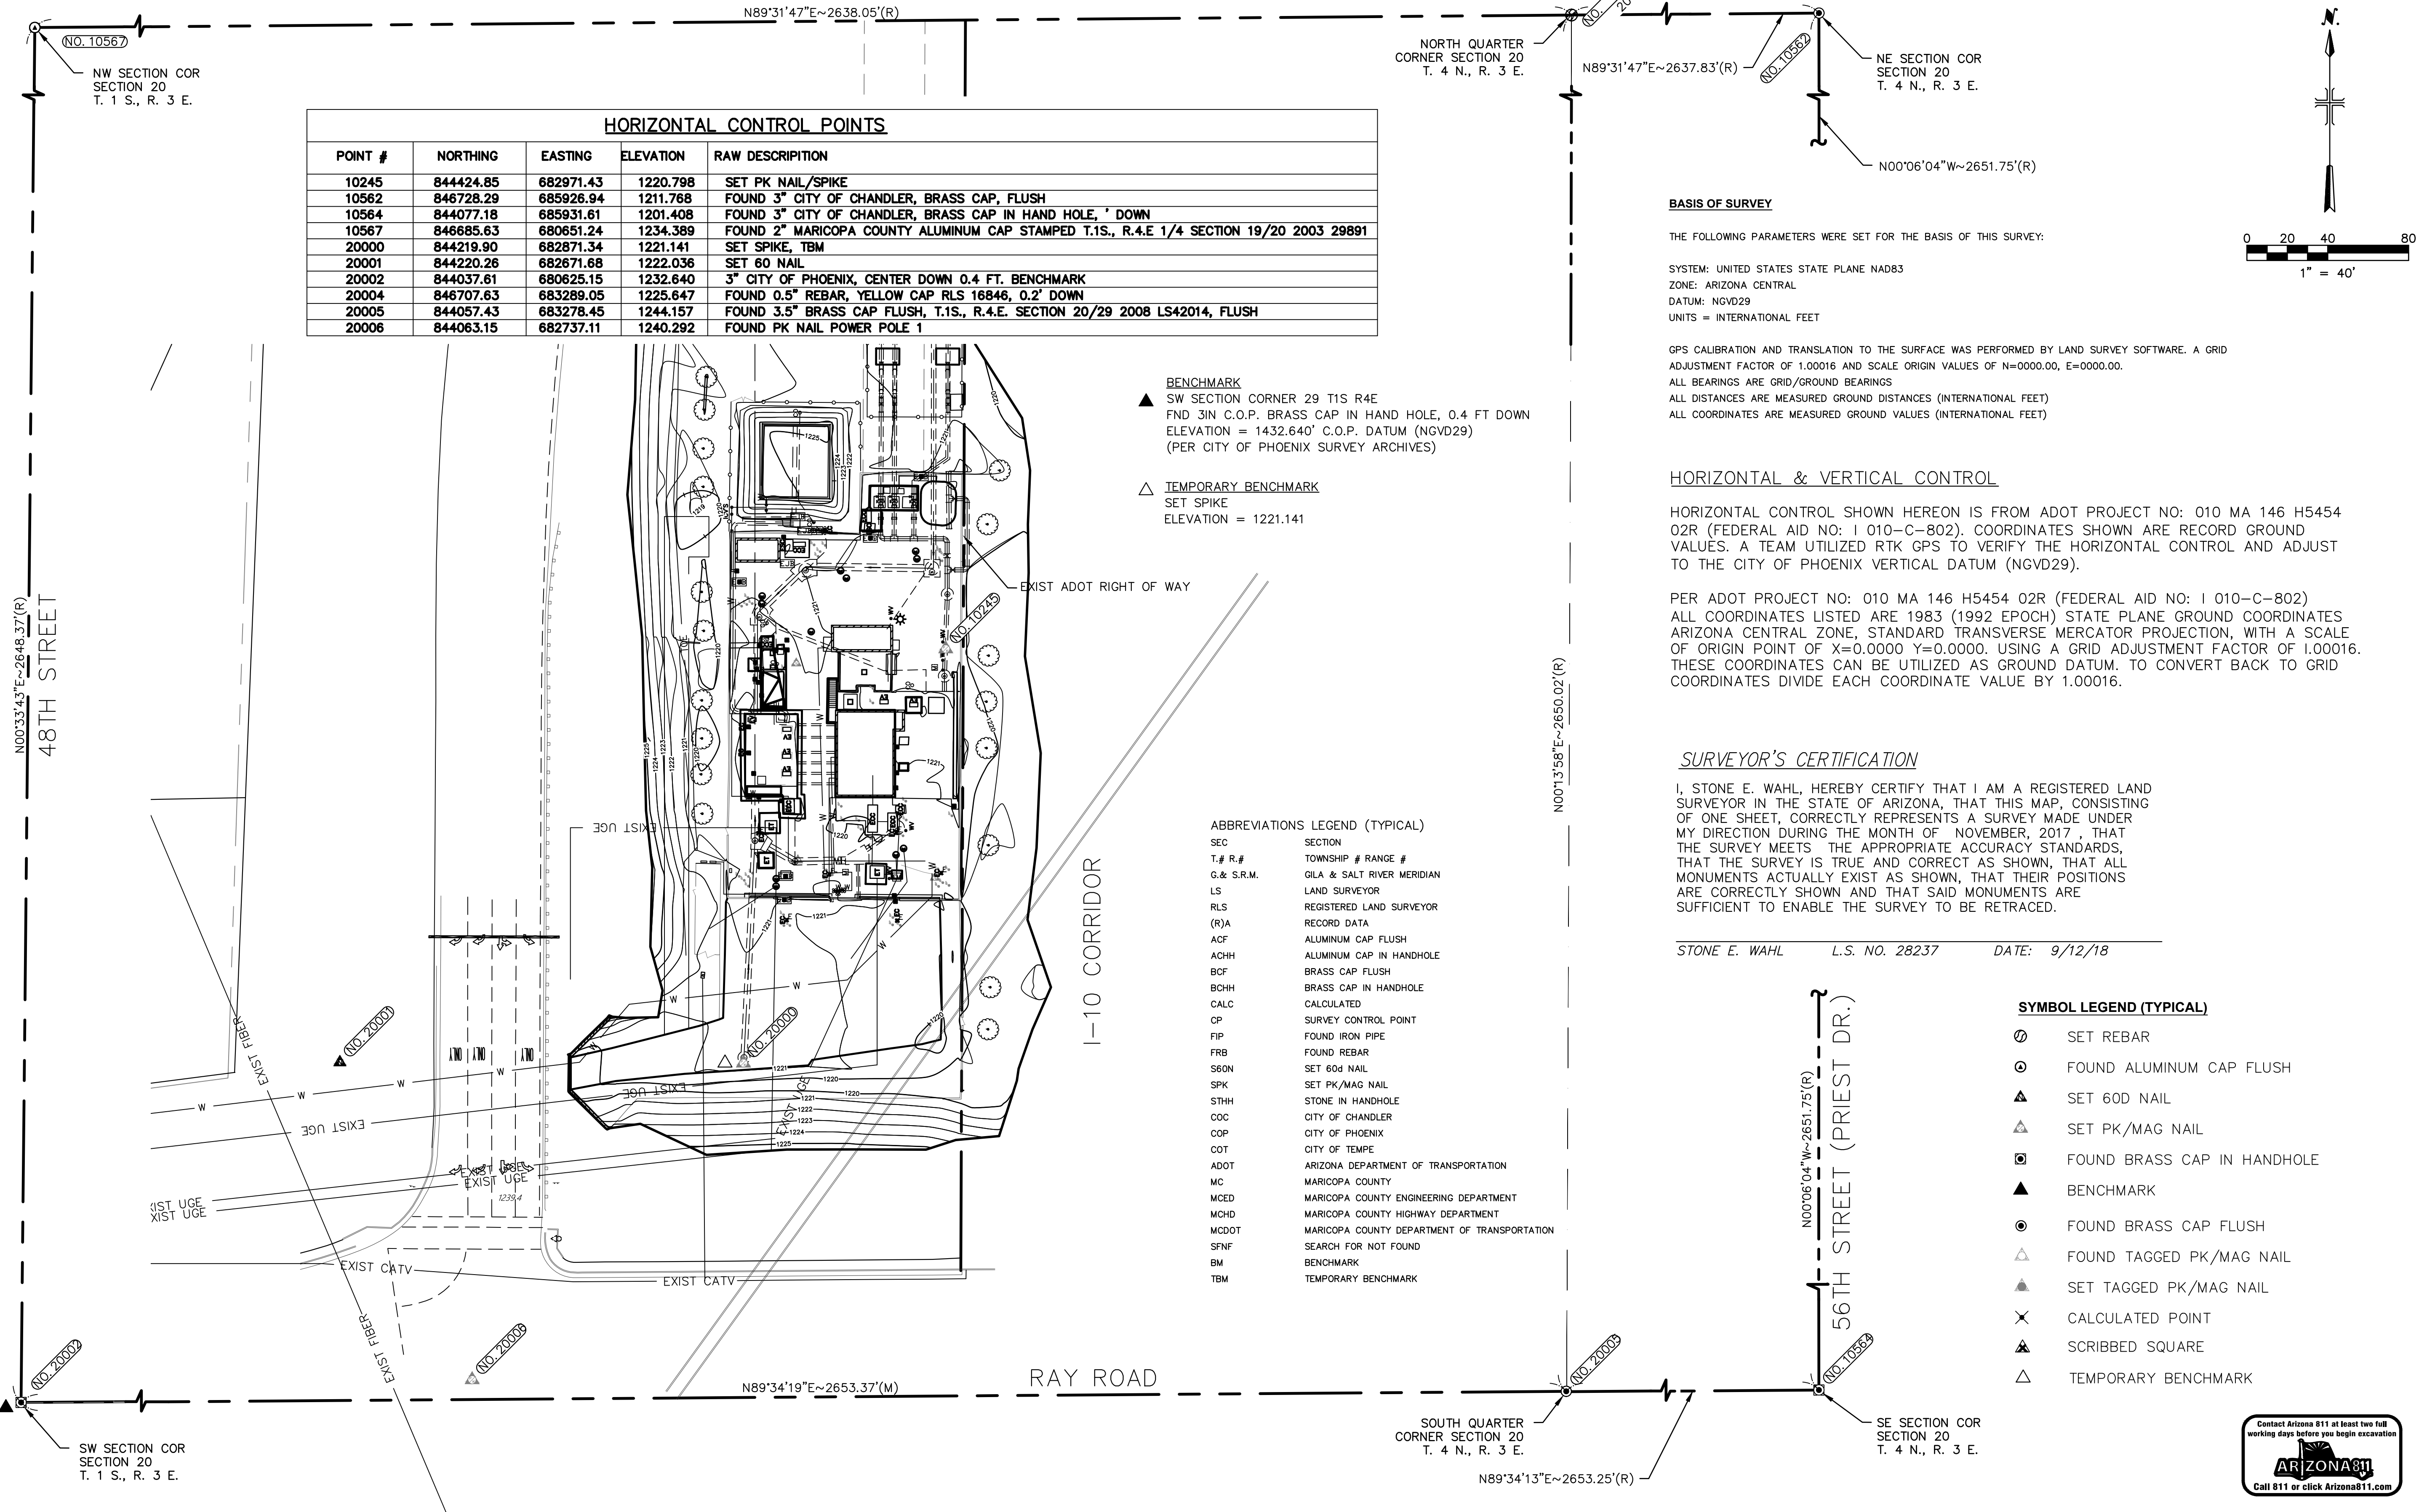 N89°31'47"E~2638.05'(R)
NO. 10567
NW SECTION COR
SECTION 20
T. 1 S., R. 3 E.
NORTH QUARTER
CORNER SECTION 20
T. 4 N., R. 3 E.
N89°31'47"E~2637.83'(R)
NO. 10562
NE SECTION COR
SECTION 20
T. 4 N., R. 3 E.
N00°06'04"W~2651.75'(R)
N.
0 20 40 80
1" = 40'
HORIZONTAL CONTROL POINTS
POINT # NORTHING EASTING ELEVATION RAW DESCRIPITION
10245 844424.85 682971.43 1220.798 SET PK NAIL/SPIKE
10562 846728.29 685926.94 1211.768 FOUND 3" CITY OF CHANDLER, BRASS CAP, FLUSH
10564 844077.18 685931.61 1201.408 FOUND 3" CITY OF CHANDLER, BRASS CAP IN HAND HOLE, ' DOWN
10567 846685.63 680651.24 1234.389 FOUND 2" MARICOPA COUNTY ALUMINUM CAP STAMPED T.1S., R.4.E 1/4 SECTION 19/20 2003 29891
20000 844219.90 682871.34 1221.141 SET SPIKE, TBM
20001 844220.26 682671.68 1222.036 SET 60 NAIL
20002 844037.61 680625.15 1232.640 3" CITY OF PHOENIX, CENTER DOWN 0.4 FT. BENCHMARK
20004 846707.63 683289.05 1225.647 FOUND 0.5" REBAR, YELLOW CAP RLS 16846, 0.2' DOWN
20005 844057.43 683278.45 1244.157 FOUND 3.5" BRASS CAP FLUSH, T.1S., R.4.E. SECTION 20/29 2008 LS42014, FLUSH
20006 844063.15 682737.11 1240.292 FOUND PK NAIL POWER POLE 1
BASIS OF SURVEY
THE FOLLOWING PARAMETERS WERE SET FOR THE BASIS OF THIS SURVEY:
SYSTEM: UNITED STATES STATE PLANE NAD83
ZONE: ARIZONA CENTRAL
DATUM: NGVD29
UNITS = INTERNATIONAL FEET
GPS CALIBRATION AND TRANSLATION TO THE SURFACE WAS PERFORMED BY LAND SURVEY SOFTWARE. A GRID
ADJUSTMENT FACTOR OF 1.00016 AND SCALE ORIGIN VALUES OF N=0000.00, E=0000.00.
ALL BEARINGS ARE GRID/GROUND BEARINGS
ALL DISTANCES ARE MEASURED GROUND DISTANCES (INTERNATIONAL FEET)
ALL COORDINATES ARE MEASURED GROUND VALUES (INTERNATIONAL FEET)
BENCHMARK
SW SECTION CORNER 29 T1S R4E
FND 3IN C.O.P. BRASS CAP IN HAND HOLE, 0.4 FT DOWN
ELEVATION = 1432.640' C.O.P. DATUM (NGVD29)
(PER CITY OF PHOENIX SURVEY ARCHIVES)
TEMPORARY BENCHMARK
SET SPIKE
ELEVATION = 1221.141
HORIZONTAL & VERTICAL CONTROL
HORIZONTAL CONTROL SHOWN HEREON IS FROM ADOT PROJECT NO: 010 MA 146 H5454
02R (FEDERAL AID NO: I 010-C-802). COORDINATES SHOWN ARE RECORD GROUND
VALUES. A TEAM UTILIZED RTK GPS TO VERIFY THE HORIZONTAL CONTROL AND ADJUST
TO THE CITY OF PHOENIX VERTICAL DATUM (NGVD29).
PER ADOT PROJECT NO: 010 MA 146 H5454 02R (FEDERAL AID NO: I 010-C-802)
ALL COORDINATES LISTED ARE 1983 (1992 EPOCH) STATE PLANE GROUND COORDINATES
ARIZONA CENTRAL ZONE, STANDARD TRANSVERSE MERCATOR PROJECTION, WITH A SCALE
OF ORIGIN POINT OF X=0.0000 Y=0.0000. USING A GRID ADJUSTMENT FACTOR OF 1.00016.
THESE COORDINATES CAN BE UTILIZED AS GROUND DATUM. TO CONVERT BACK TO GRID
COORDINATES DIVIDE EACH COORDINATE VALUE BY 1.00016.
EXIST ADOT RIGHT OF WAY
NO. 10245
N00°33'43"E~2648.37'(R)
48TH STREET
N00°13'58"E~2650.02'(R)
SURVEYOR'S CERTIFICATION
I, STONE E. WAHL, HEREBY CERTIFY THAT I AM A REGISTERED LAND
SURVEYOR IN THE STATE OF ARIZONA, THAT THIS MAP, CONSISTING
OF ONE SHEET, CORRECTLY REPRESENTS A SURVEY MADE UNDER
MY DIRECTION DURING THE MONTH OF NOVEMBER, 2017 , THAT
THE SURVEY MEETS THE APPROPRIATE ACCURACY STANDARDS,
THAT THE SURVEY IS TRUE AND CORRECT AS SHOWN, THAT ALL
MONUMENTS ACTUALLY EXIST AS SHOWN, THAT THEIR POSITIONS
ARE CORRECTLY SHOWN AND THAT SAID MONUMENTS ARE
SUFFICIENT TO ENABLE THE SURVEY TO BE RETRACED.
STONE E. WAHL L.S. NO. 28237 DATE: 9/12/18
EXIST UGE
I-10 CORRIDOR
ABBREVIATIONS LEGEND (TYPICAL)
SEC SECTION
T.# R.# TOWNSHIP # RANGE #
G.& S.R.M. GILA & SALT RIVER MERIDIAN
LS LAND SURVEYOR
RLS REGISTERED LAND SURVEYOR
(R)A RECORD DATA
ACF ALUMINUM CAP FLUSH
ACHH ALUMINUM CAP IN HANDHOLE
BCF BRASS CAP FLUSH
BCHH BRASS CAP IN HANDHOLE
CALC CALCULATED
CP SURVEY CONTROL POINT
FIP FOUND IRON PIPE
FRB FOUND REBAR
S60N SET 60d NAIL
SPK SET PK/MAG NAIL
STHH STONE IN HANDHOLE
COC CITY OF CHANDLER
COP CITY OF PHOENIX
COT CITY OF TEMPE
ADOT ARIZONA DEPARTMENT OF TRANSPORTATION
MC MARICOPA COUNTY
MCED MARICOPA COUNTY ENGINEERING DEPARTMENT
MCHD MARICOPA COUNTY HIGHWAY DEPARTMENT
MCDOT MARICOPA COUNTY DEPARTMENT OF TRANSPORTATION
SFNF SEARCH FOR NOT FOUND
BM BENCHMARK
TBM TEMPORARY BENCHMARK
NO. 20001
NO. 20000
EXIST FIBER
ONLY ONLY ONLY
EXIST UGE
EXIST UGE
EXIST UGE
1220
1221
1222
1223
1224
1225
EXIST UGE
EXIST UGE
1239.4
XIST UGE
XIST UGE
EXIST CATV
EXIST CATV
EXIST FIBER
EXIST FIBER
NO. 20006
NO. 20002
SW SECTION COR
SECTION 20
T. 1 S., R. 3 E.
N89°34'19"E~2653.37'(M)
RAY ROAD
NO. 20005
SOUTH QUARTER
CORNER SECTION 20
T. 4 N., R. 3 E.
N89°34'13"E~2653.25'(R)
N00°06'04"W~2651.75'(R)
56TH STREET (PRIEST DR.)
NO. 10564
SE SECTION COR
SECTION 20
T. 4 N., R. 3 E.
SYMBOL LEGEND (TYPICAL)
SET REBAR
FOUND ALUMINUM CAP FLUSH
SET 60D NAIL
SET PK/MAG NAIL
FOUND BRASS CAP IN HANDHOLE
BENCHMARK
FOUND BRASS CAP FLUSH
FOUND TAGGED PK/MAG NAIL
SET TAGGED PK/MAG NAIL
CALCULATED POINT
SCRIBBED SQUARE
TEMPORARY BENCHMARK
Contact Arizona 811 at least two full
working days before you begin excavation
ARIZONA811
Call 811 or click Arizona811.com